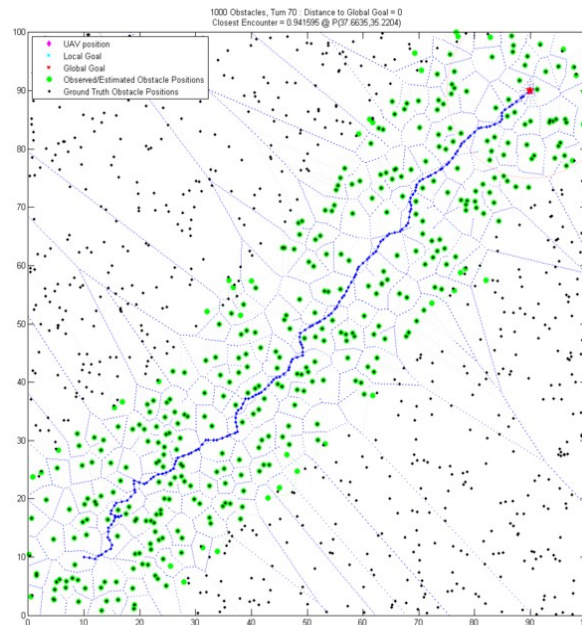 1000 Obstacles, Turn 70 : Distance to Global Goal = 0
Closest Encounter = 0.941595 @ P(37.6635,35.2204)
100
UAV position
Local Goal
Global Goal
Observed/Estimated Obstacle Positions
Ground Truth Obstacle Positions
90
80
70
60
50
40
30
20
10
0
0 10 20 30 40 50 60 70 80 90